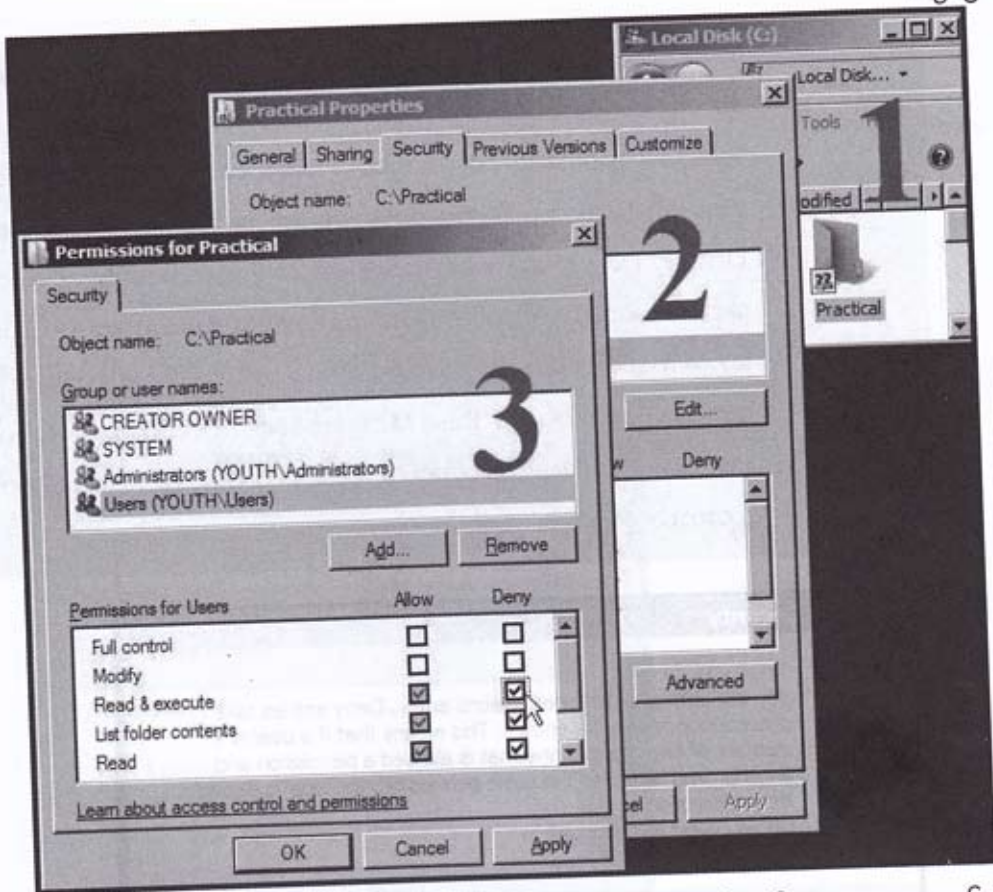 Local Disk (C:)
Local Disk...
Tools
1
odified
Practical
Practical Properties
General Sharing Security Previous Versions Customize
Object name: C:\Practical
2
Edit...
Deny
Advanced
Apply
Permissions for Practical
Security
Object name: C:\Practical
Group or user names:
3
CREATOR OWNER
SYSTEM
Administrators (YOUTH\Administrators)
Users (YOUTH\Users)
Add... Remove
Permissions for Users Allow Deny
Full control
Modify
Read & execute
List folder contents
Read
Learn about access control and permissions
OK Cancel Apply